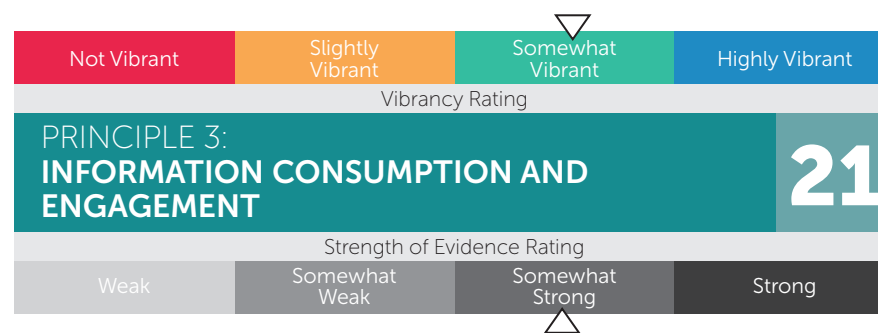 Not Vibrant
Slightly
Vibrant
Somewhat
Vibrant
Highly Vibrant
Vibrancy Rating
PRINCIPLE 3:
INFORMATION CONSUMPTION AND
ENGAGEMENT
21
Strength of Evidence Rating
Weak
Somewhat
Weak
Somewhat
Strong
Strong